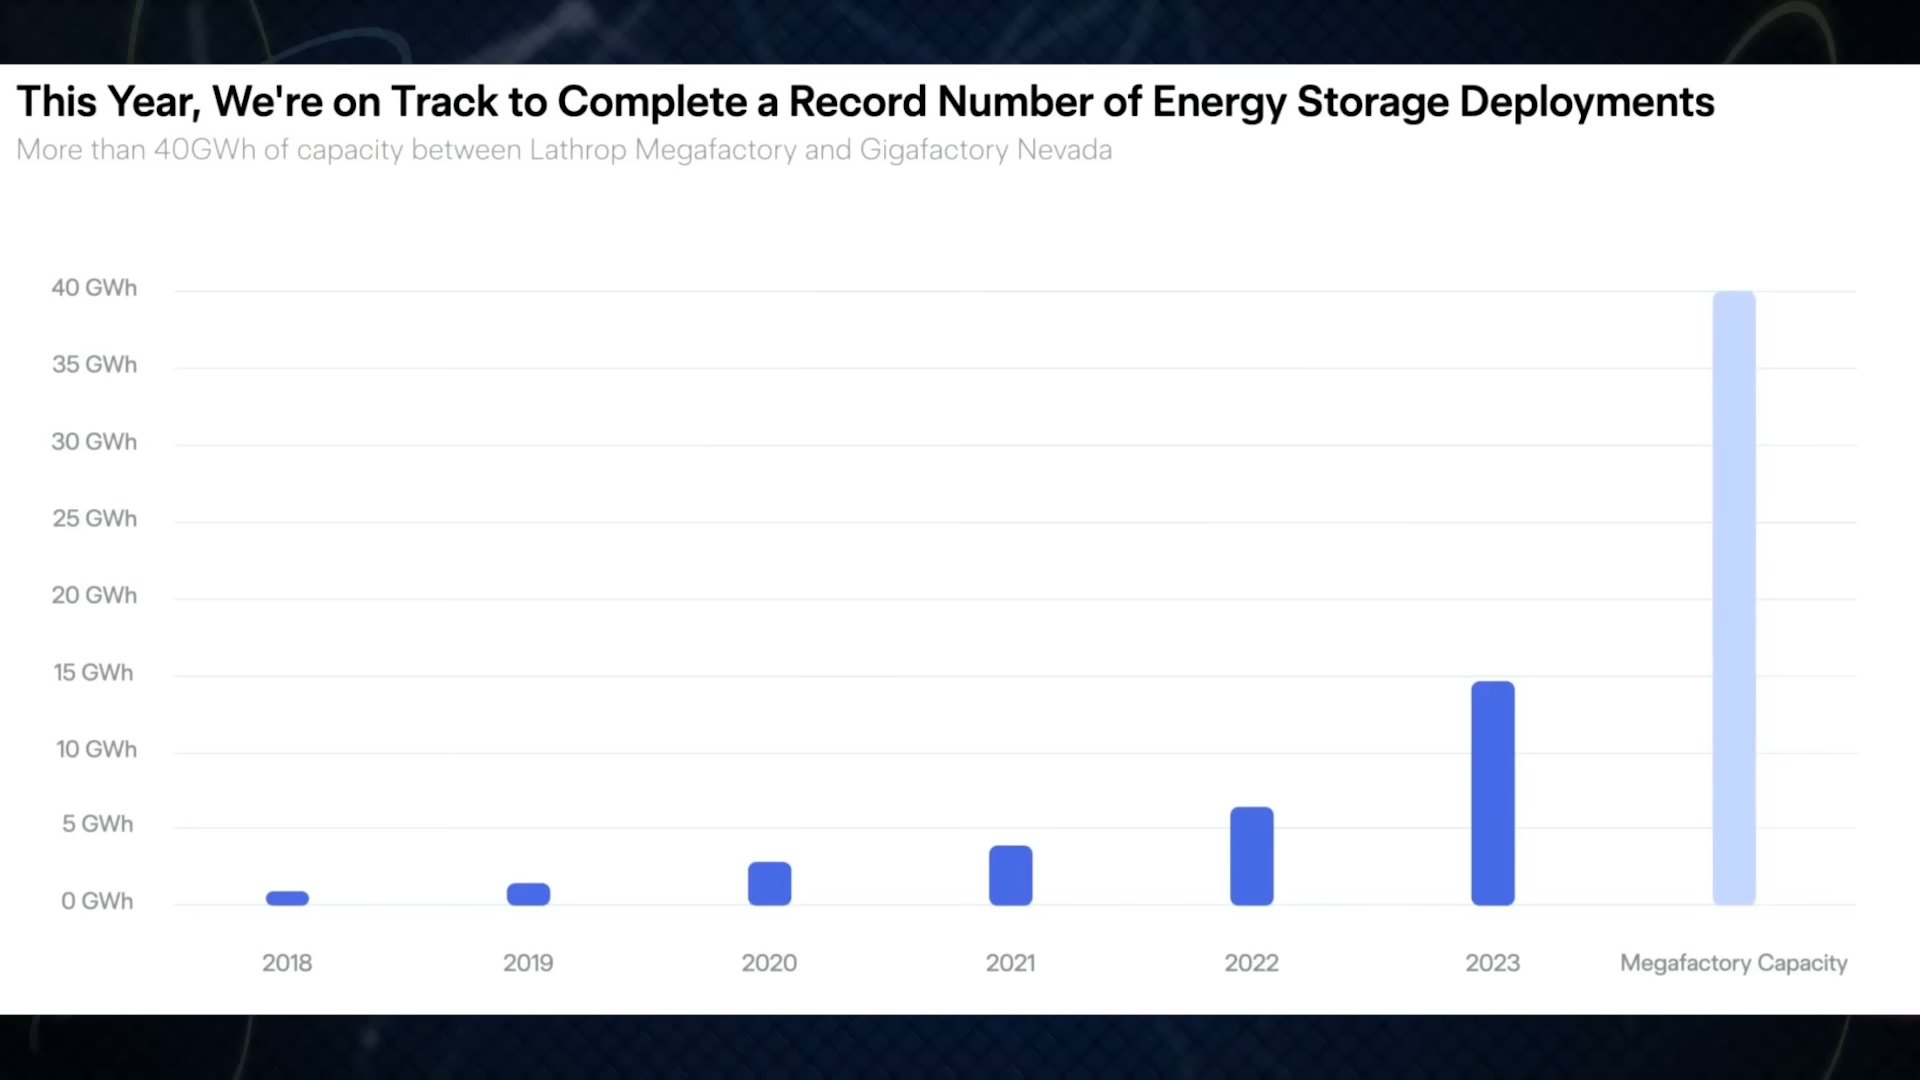 This Year, We're on Track to Complete a Record Number of Energy Storage Deployments
More than 40GWh of capacity between Lathrop Megafactory and Gigafactory Nevada
40 GWh
35 GWh
30 GWh
25 GWh
20 GWh
15 GWh
10 GWh
5 GWh
0 GWh
2018 2019 2020 2021 2022 2023 Megafactory Capacity